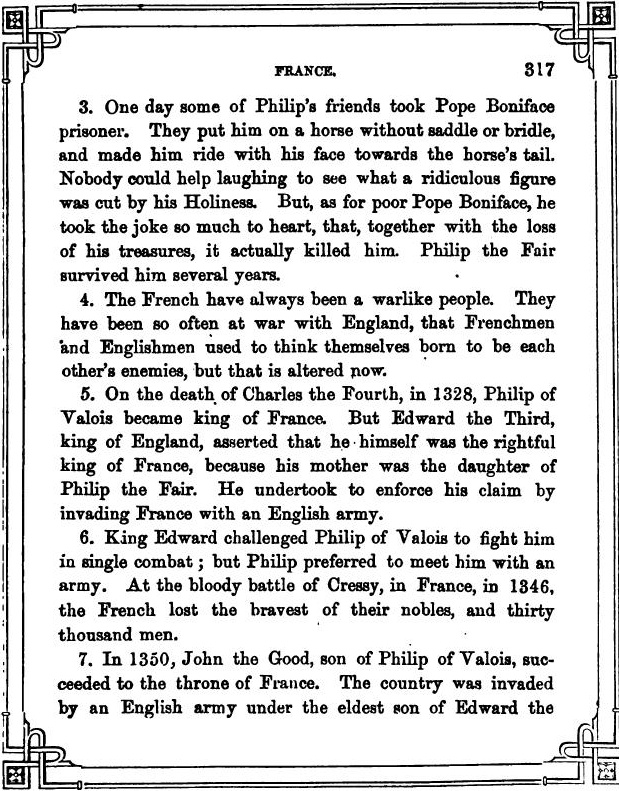 FRANCE. 317
3. One day some of Philip's friends took Pope Boniface
prisoner. They put him on a horse without saddle or bridle,
and made him ride with his face towards the horse's tail.
Nobody could help laughing to see what a ridiculous figure
was cut by his Holiness. But, as for poor Pope Boniface, he
took the joke so much to heart, that, together with the loss
of his treasures, it actually killed him. Philip the Fair
survived him several years.
4. The French have always been a warlike people. They
have been so often at war with England, that Frenchmen
and Englishmen used to think themselves born to be each
other's enemies, but that is altered now.
5. On the death of Charles the Fourth, in 1328, Philip of
Valois became king of France. But Edward the Third,
king of England, asserted that he himself was the rightful
king of France, because his mother was the daughter of
Philip the Fair. He undertook to enforce his claim by
invading France with an English army.
6. King Edward challenged Philip of Valois to fight him
in single combat; but Philip preferred to meet him with an
army. At the bloody battle of Cressy, in France, in 1346,
the French lost the bravest of their nobles, and thirty
thousand men.
7. In 1350, John the Good, son of Philip of Valois, suc-
ceeded to the throne of France. The country was invaded
by an English army under the eldest son of Edward the